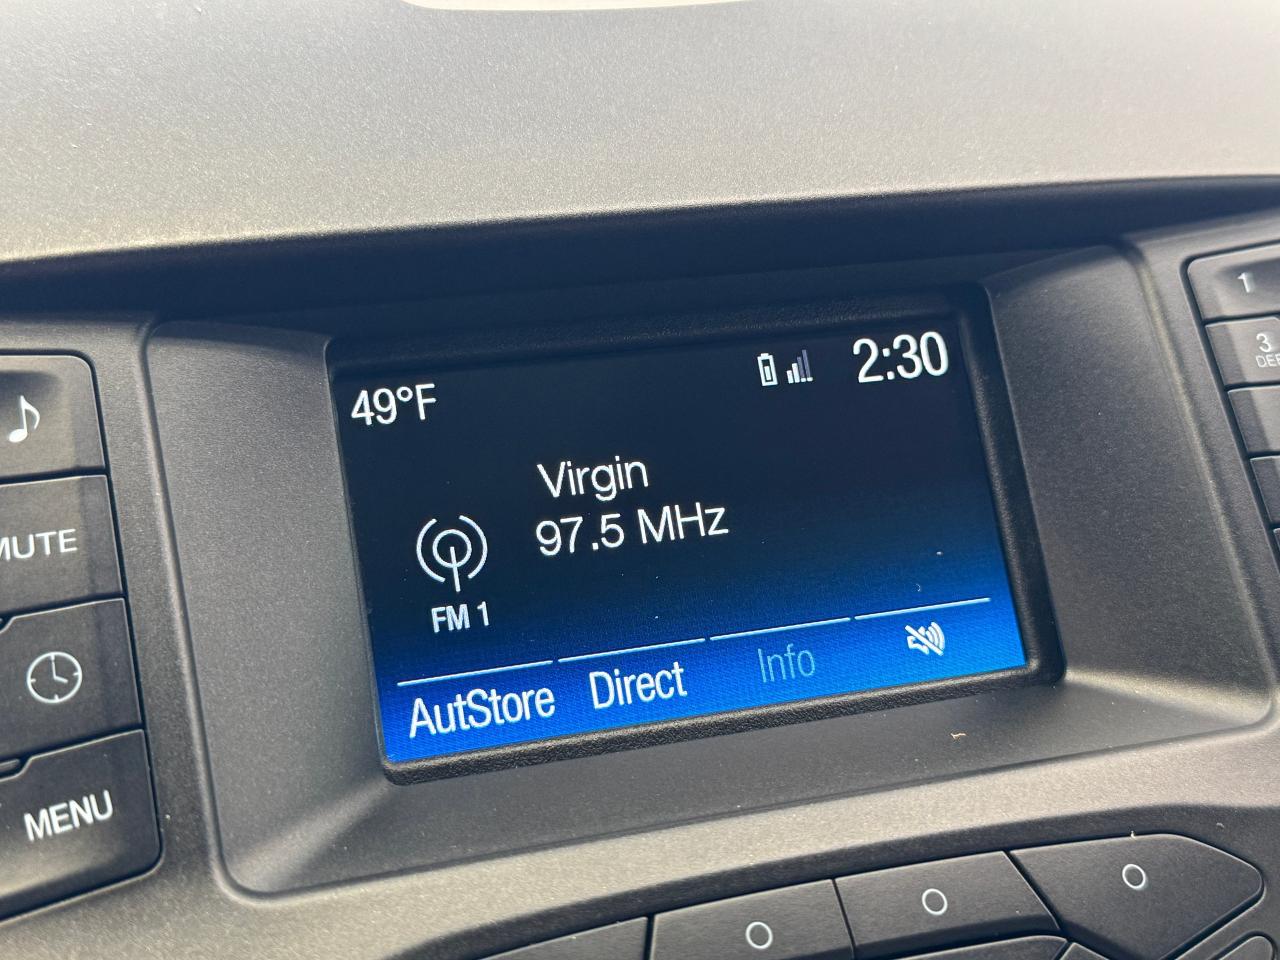 49°F
2:30
Virgin
97.5 MHz
FM 1
AutStore
Direct
Info
MUTE
MENU
1
3